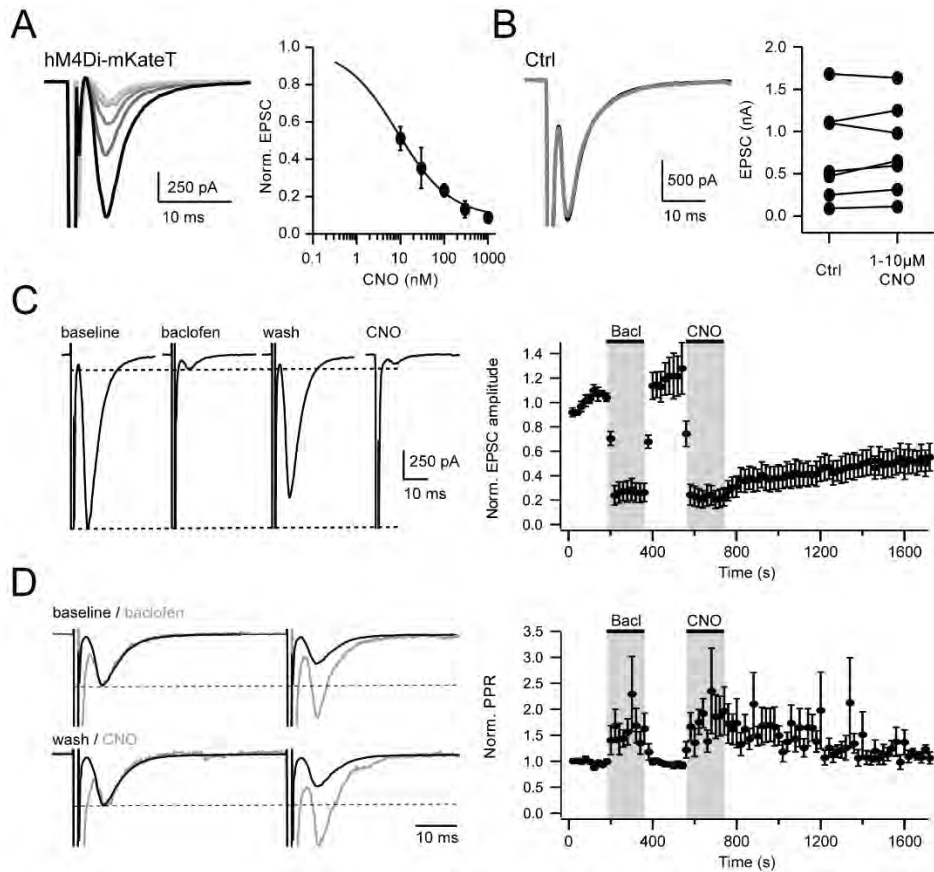 A
hM4Di-mKateT
250 pA
10 ms
Norm. EPSC
1.0
0.8
0.6
0.4
0.2
0.0
0.1 1 10 100 1000
CNO (nM)
B
Ctrl
500 pA
10 ms
EPSC (nA)
2.0
1.5
1.0
0.5
0.0
Ctrl
1-10µM
CNO
C
baseline baclofen wash CNO
250 pA
10 ms
Bacl CNO
Norm. EPSC amplitude
1.4
1.2
1.0
0.8
0.6
0.4
0.2
0.0
0 400 800 1200 1600
Time (s)
D
baseline / baclofen
wash / CNO
10 ms
Bacl CNO
Norm. PPR
3.5
3.0
2.5
2.0
1.5
1.0
0.5
0.0
0 400 800 1200 1600
Time (s)